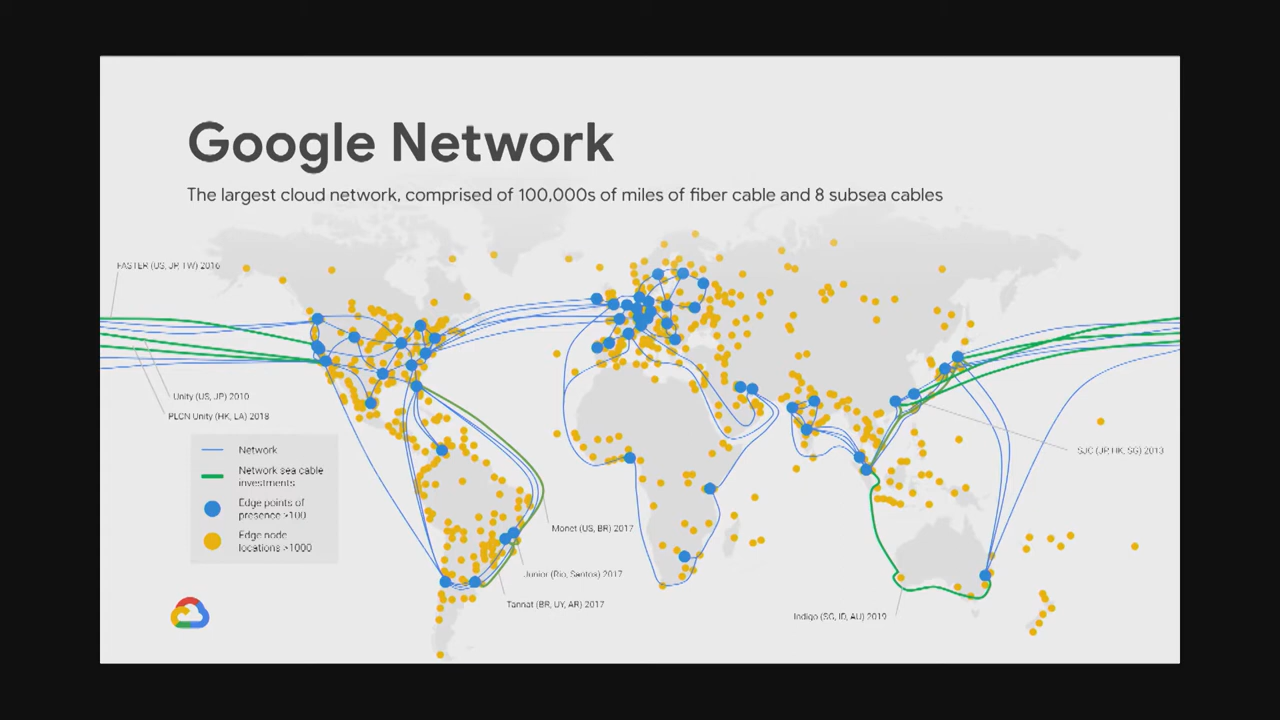 Google Network
The largest cloud network, comprised of 100,000s of miles of fiber cable and 8 subsea cables
FASTER (US, JP, TW) 2016
Unity (US, JP) 2010
PLCN Unity (HK, LA) 2018
Network
Network sea cable
investments
Edge points of
presence >100
Edge node
locations >1000
SJC (JP, HK, SG) 2013
Monet (US, BR) 2017
Junior (Rio, Santos) 2017
Tannat (BR, UY, AR) 2017
Indigo (SG, ID, AU) 2019